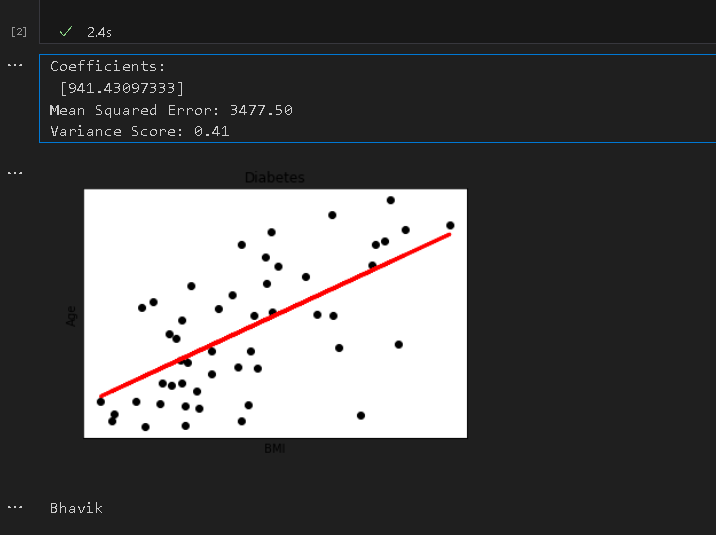 [2]
2.4s
Coefficients:
[941.43097333]
Mean Squared Error: 3477.50
Variance Score: 0.41
Diabetes
Age
BMI
Bhavik